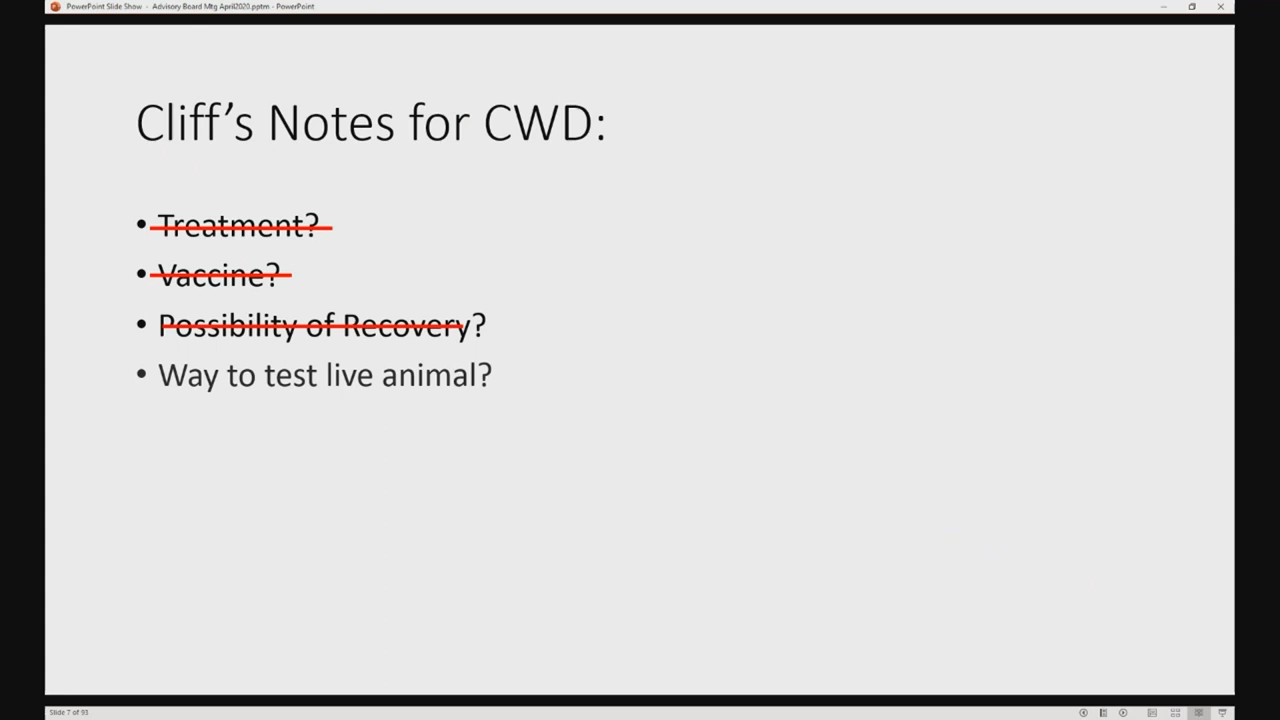 PowerPoint Slide Show - Advisory Board Mtg April2020.pptm - PowerPoint
Cliff's Notes for CWD:
• Treatment?
• Vaccine?
• Possibility of Recovery?
• Way to test live animal?
Slide 7 of 93